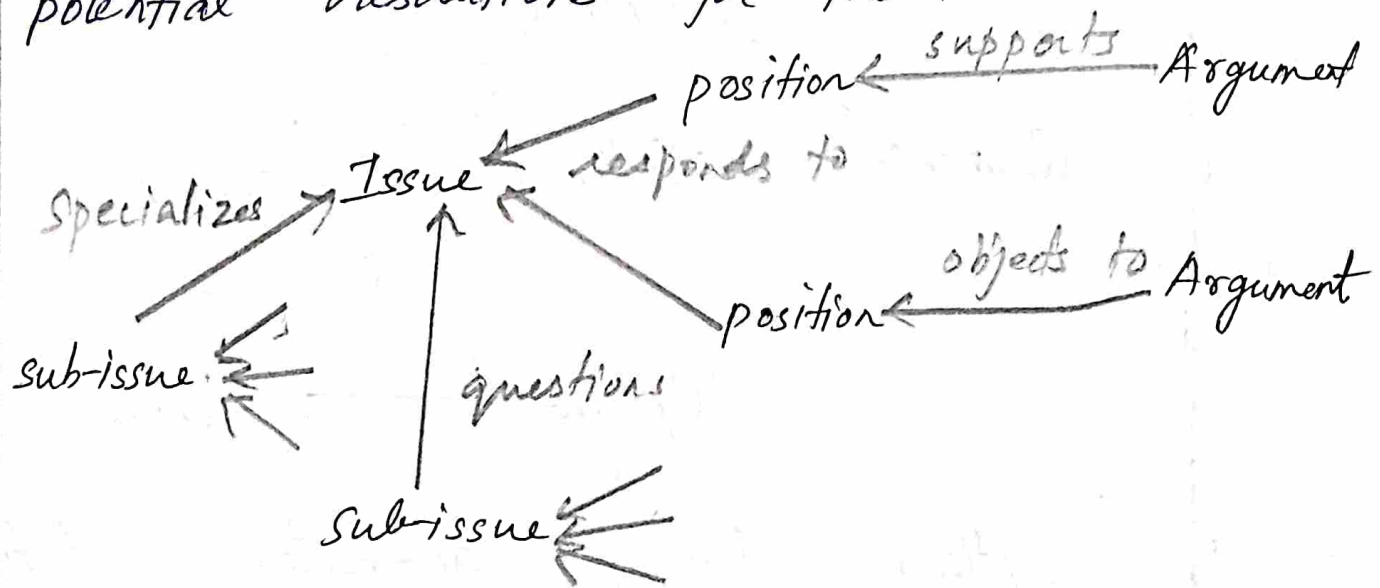 potential
supports
position Argument
responds to
Issue
Specializes
objects to
Argument
position
sub-issue
questions
sub-issue